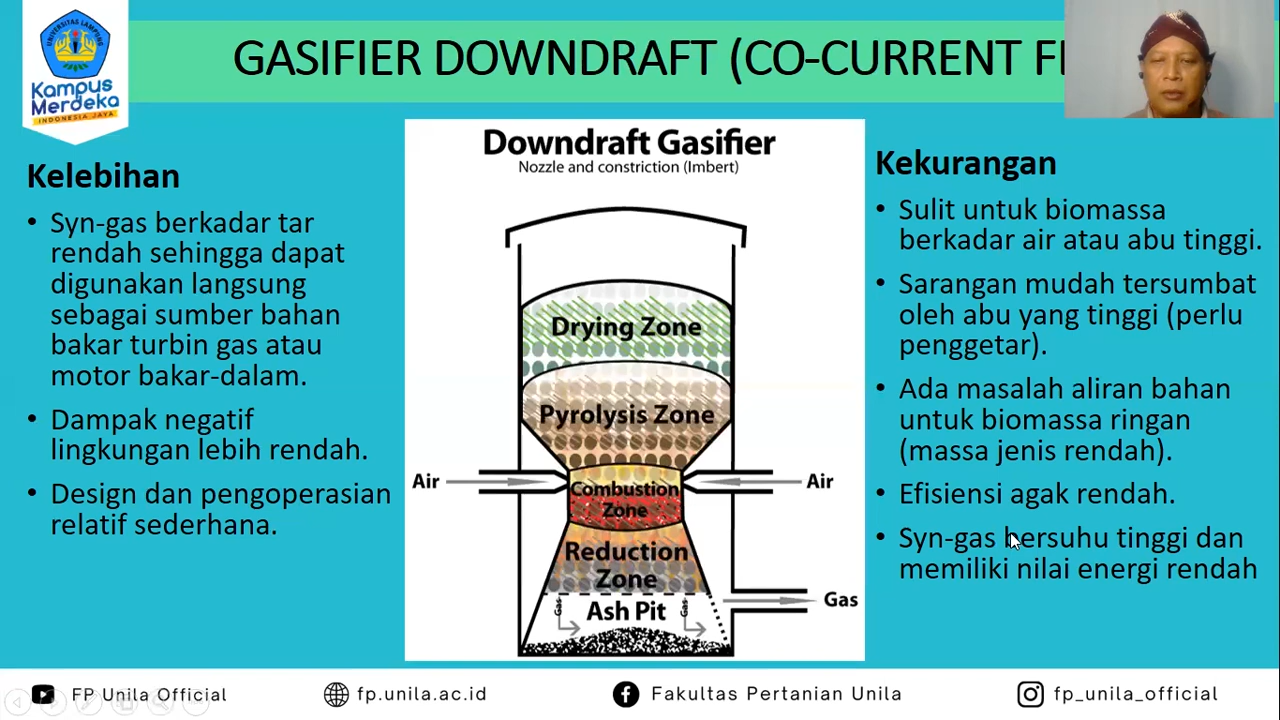 UNIVERSITAS LAMPUNG
Kampus
Merdeka
INDONESIA JAYA
GASIFIER DOWNDRAFT (CO-CURRENT
Kelebihan
• Syn-gas berkadar tar
rendah sehingga dapat
digunakan langsung
sebagai sumber bahan
bakar turbin gas atau
motor bakar-dalam.
• Dampak negatif
lingkungan lebih rendah.
• Design dan pengoperasian
relatif sederhana.
Downdraft Gasifier
Nozzle and constriction (Imbert)
Drying Zone
Pyrolysis Zone
Air
Air
Combustion
Zone
Reduction
Zone
Gas
Gas
Ash Pit
Gas
Kekurangan
• Sulit untuk biomassa
berkadar air atau abu tinggi.
• Sarangan mudah tersumbat
oleh abu yang tinggi (perlu
penggetar).
• Ada masalah aliran bahan
untuk biomassa ringan
(massa jenis rendah).
• Efisiensi agak rendah.
• Syn-gas bersuhu tinggi dan
memiliki nilai energi rendah
FP Unila Official
fp.unila.ac.id
Fakultas Pertanian Unila
fp_unila_official